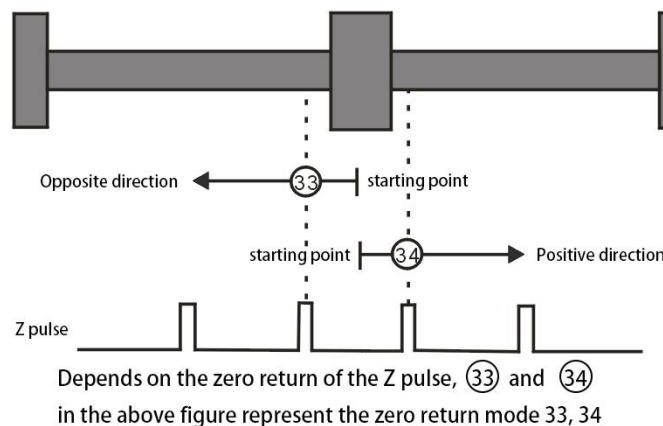 33
Opposite direction
starting point
starting point
34
Positive direction
Z pulse
Depends on the zero return of the Z pulse, 33 and 34
in the above figure represent the zero return mode 33, 34